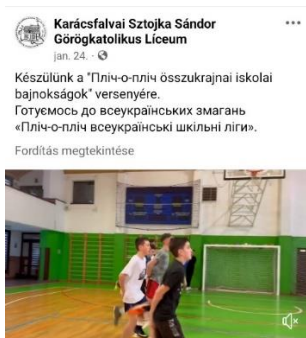 Karácsfalvai Sztojka Sándor
Görögkatolikus Líceum
jan. 24.
Készülünk a "Пліч-о-пліч összukrajnai iskolai
bajnokságok" versenyére.
Готуємось до всеукраїнських змагань
«Пліч-о-пліч всеукраїнські шкільні ліги».
Fordítás megtekintése